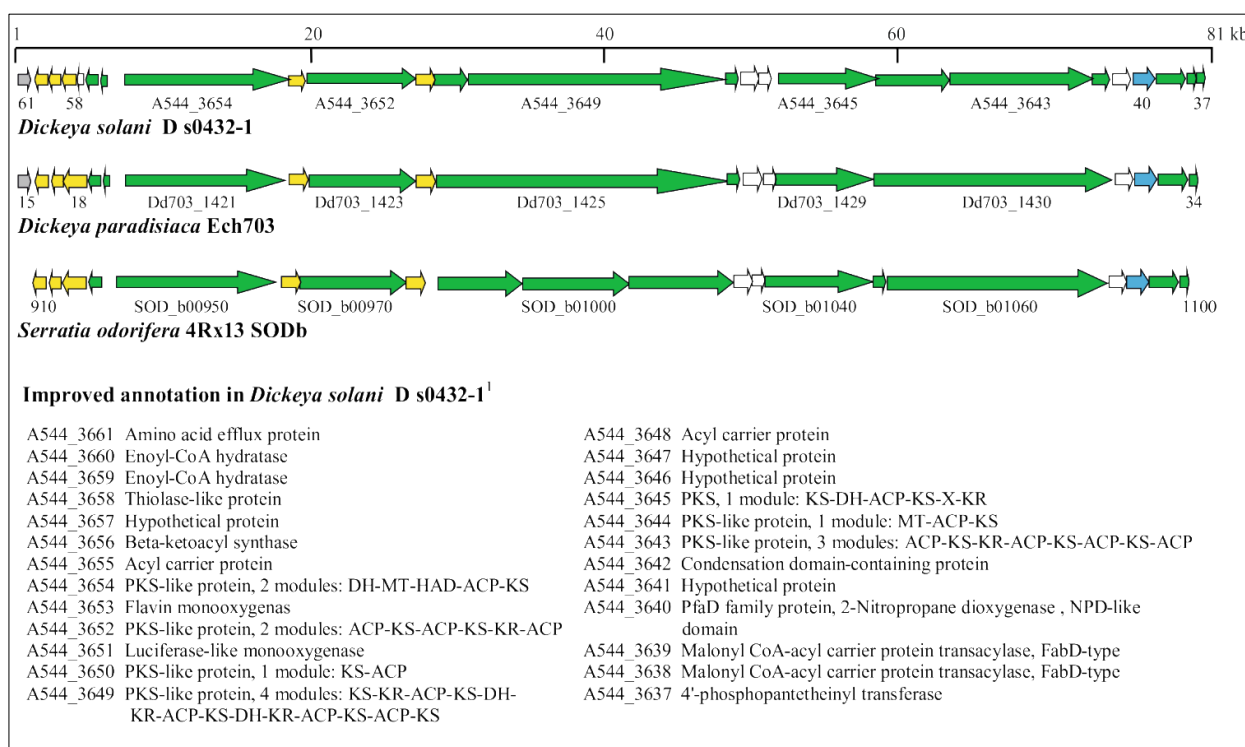 1 20 40 60 81 kb
61 58 A544_3654 A544_3652 A544_3649 A544_3645 A544_3643 40 37
Dickeya solani D s0432-1
15 18 Dd703_1421 Dd703_1423 Dd703_1425 Dd703_1429 Dd703_1430 34
Dickeya paradisiaca Ech703
910 SOD_b00950 SOD_b00970 SOD_b01000 SOD_b01040 SOD_b01060 1100
Serratia odorifera 4Rx13 SODb
Improved annotation in Dickeya solani D s0432-1¹
A544_3661 Amino acid efflux protein
A544_3660 Enoyl-CoA hydratase
A544_3659 Enoyl-CoA hydratase
A544_3658 Thiolase-like protein
A544_3657 Hypothetical protein
A544_3656 Beta-ketoacyl synthase
A544_3655 Acyl carrier protein
A544_3654 PKS-like protein, 2 modules: DH-MT-HAD-ACP-KS
A544_3653 Flavin monooxygenas
A544_3652 PKS-like protein, 2 modules: ACP-KS-ACP-KS-KR-ACP
A544_3651 Luciferase-like monooxygenase
A544_3650 PKS-like protein, 1 module: KS-ACP
A544_3649 PKS-like protein, 4 modules: KS-KR-ACP-KS-DH-
KR-ACP-KS-DH-KR-ACP-KS-ACP-KS
A544_3648 Acyl carrier protein
A544_3647 Hypothetical protein
A544_3646 Hypothetical protein
A544_3645 PKS, 1 module: KS-DH-ACP-KS-X-KR
A544_3644 PKS-like protein, 1 module: MT-ACP-KS
A544_3643 PKS-like protein, 3 modules: ACP-KS-KR-ACP-KS-ACP-KS-ACP
A544_3642 Condensation domain-containing protein
A544_3641 Hypothetical protein
A544_3640 PfaD family protein, 2-Nitropropane dioxygenase , NPD-like
domain
A544_3639 Malonyl CoA-acyl carrier protein transacylase, FabD-type
A544_3638 Malonyl CoA-acyl carrier protein transacylase, FabD-type
A544_3637 4'-phosphopantetheinyl transferase